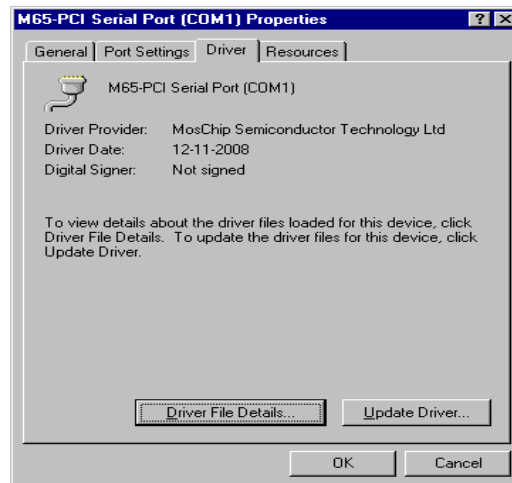 M65-PCI Serial Port (COM1) Properties
General Port Settings Driver Resources
M65-PCI Serial Port (COM1)
Driver Provider: MosChip Semiconductor Technology Ltd
Driver Date: 12-11-2008
Digital Signer: Not signed
To view details about the driver files loaded for this device, click
Driver File Details. To update the driver files for this device, click
Update Driver.
Driver File Details... Update Driver...
OK Cancel